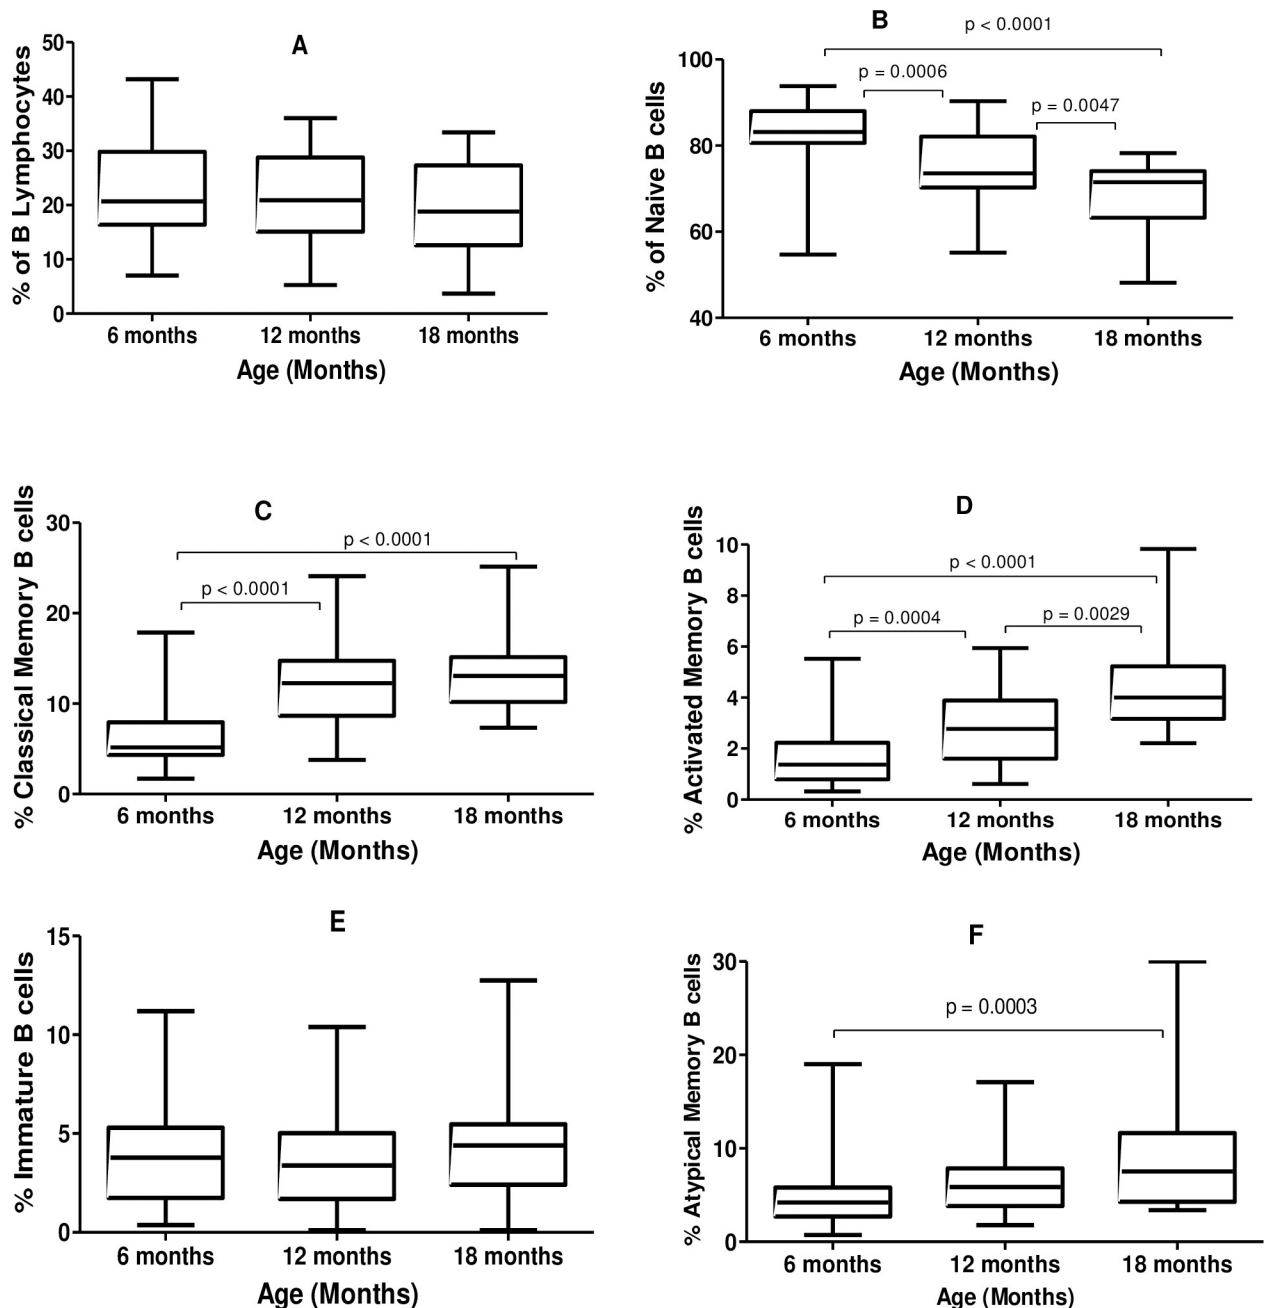 A
% of B Lymphocytes
50
40
30
20
10
0
6 months 12 months 18 months
Age (Months)
B
p < 0.0001
p = 0.0006
p = 0.0047
% of Naive B cells
100
80
60
40
6 months 12 months 18 months
Age (Months)
C
p < 0.0001
p < 0.0001
% Classical Memory B cells
30
20
10
0
6 months 12 months 18 months
Age (Months)
D
p < 0.0001
p = 0.0004
p = 0.0029
% Activated Memory B cells
10
8
6
4
2
0
6 months 12 months 18 months
Age (Months)
E
% Immature B cells
15
10
5
0
6 months 12 months 18 months
Age (Months)
F
p = 0.0003
% Atypical Memory B cells
30
20
10
0
6 months 12 months 18 months
Age (Months)